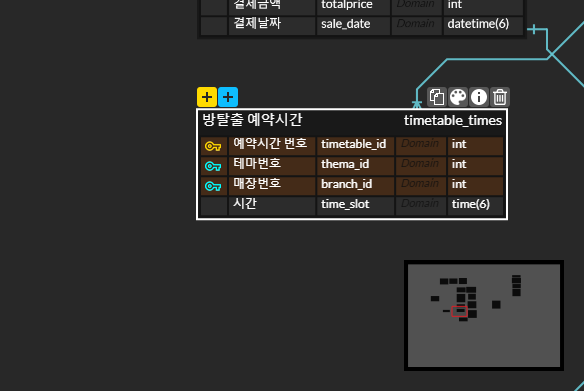 결제금액 totalprice Domain int
결제날짜 sale_date Domain datetime(6)
방탈출 예약시간 timetable_times
예약시간 번호 timetable_id Domain int
테마번호 thema_id Domain int
매장번호 branch_id Domain int
시간 time_slot Domain time(6)